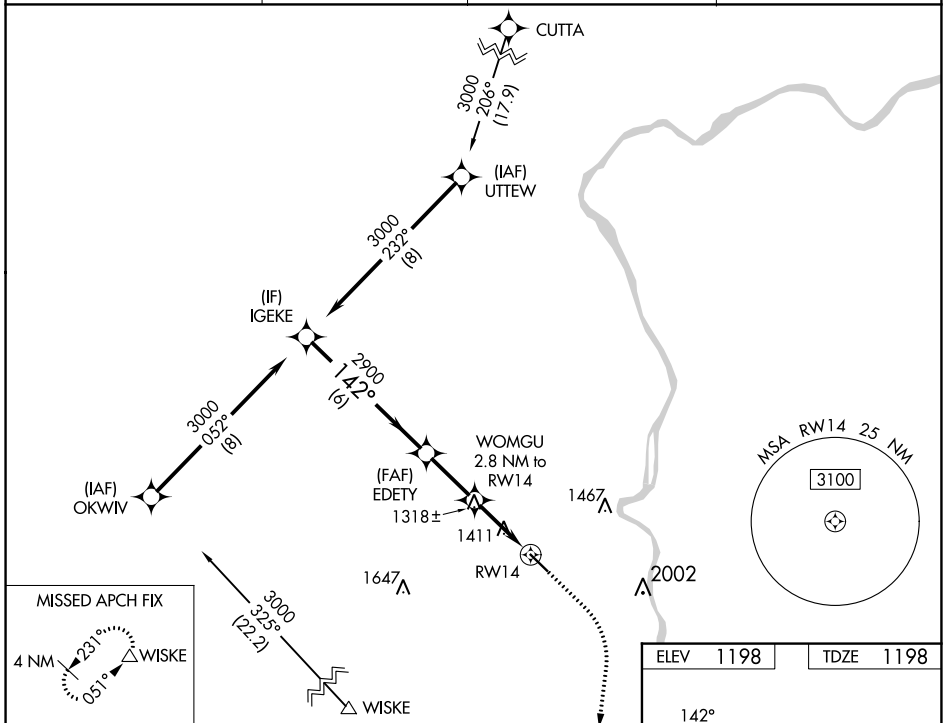 CUTTA
3000
206°
(17.9)
(IAF)
UTTEW
3000
232°
(8)
(IF)
IGEKE
2900
142°
(6)
3000
052°
(8)
(IAF)
OKWIV
(FAF)
EDETY
WOMGU
2.8 NM to
RW14
1318±
1411
1467
RW14
1647
2002
MSA RW14 25 NM
3100
3000
325°
(22.2)
WISKE
MISSED APCH FIX
4 NM
231°
051°
WISKE
ELEV 1198
TDZE 1198
142°